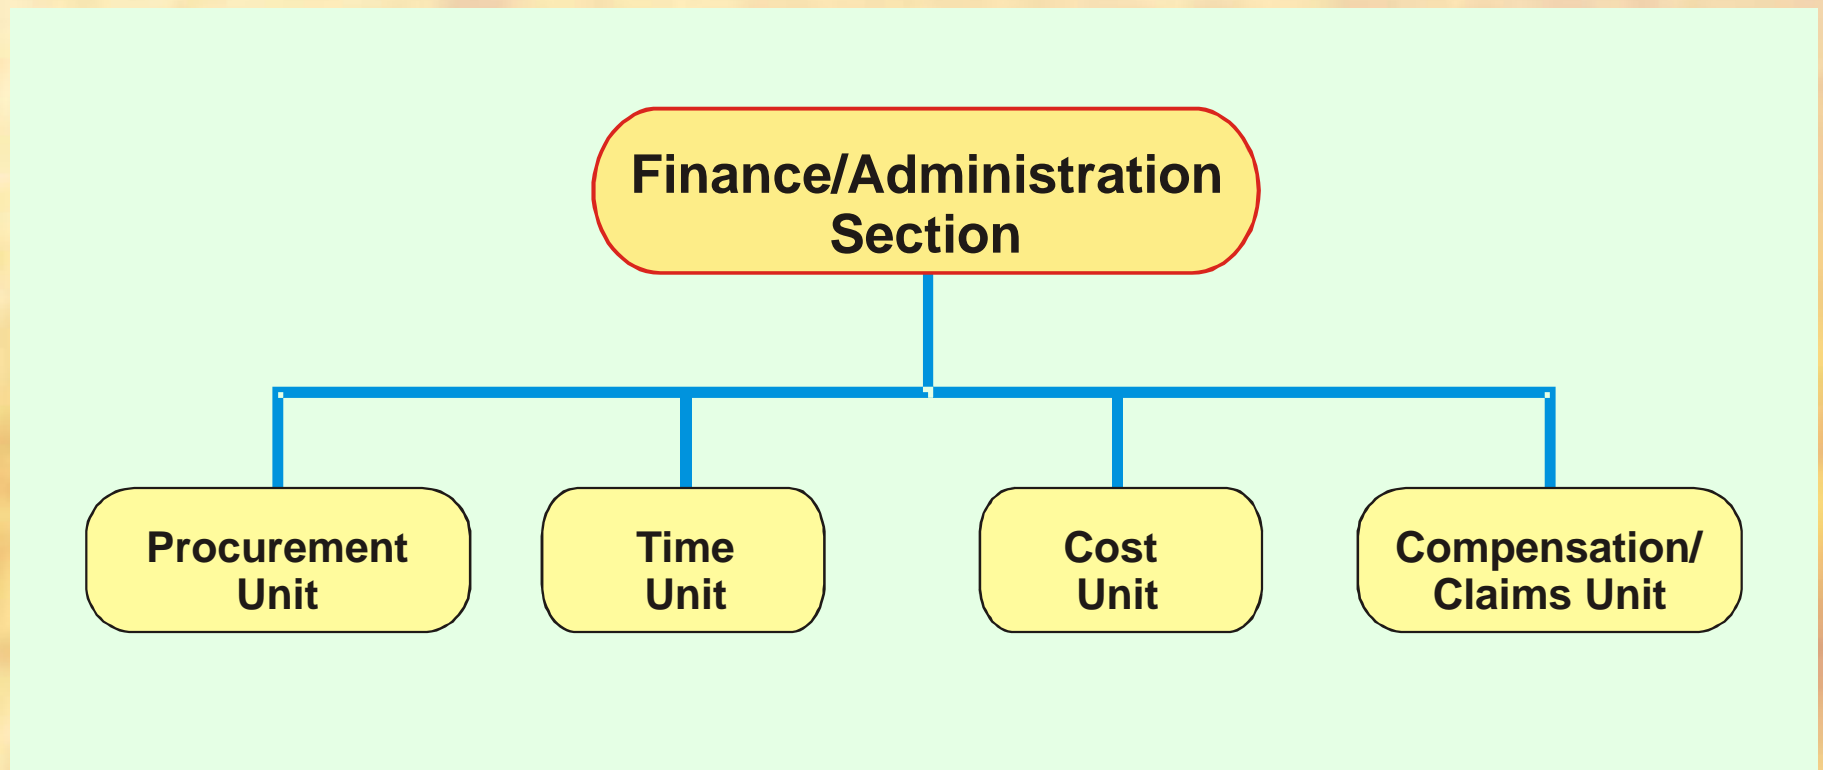 Finance/Administration
Section
Procurement
Unit
Time
Unit
Cost
Unit
Compensation/
Claims Unit